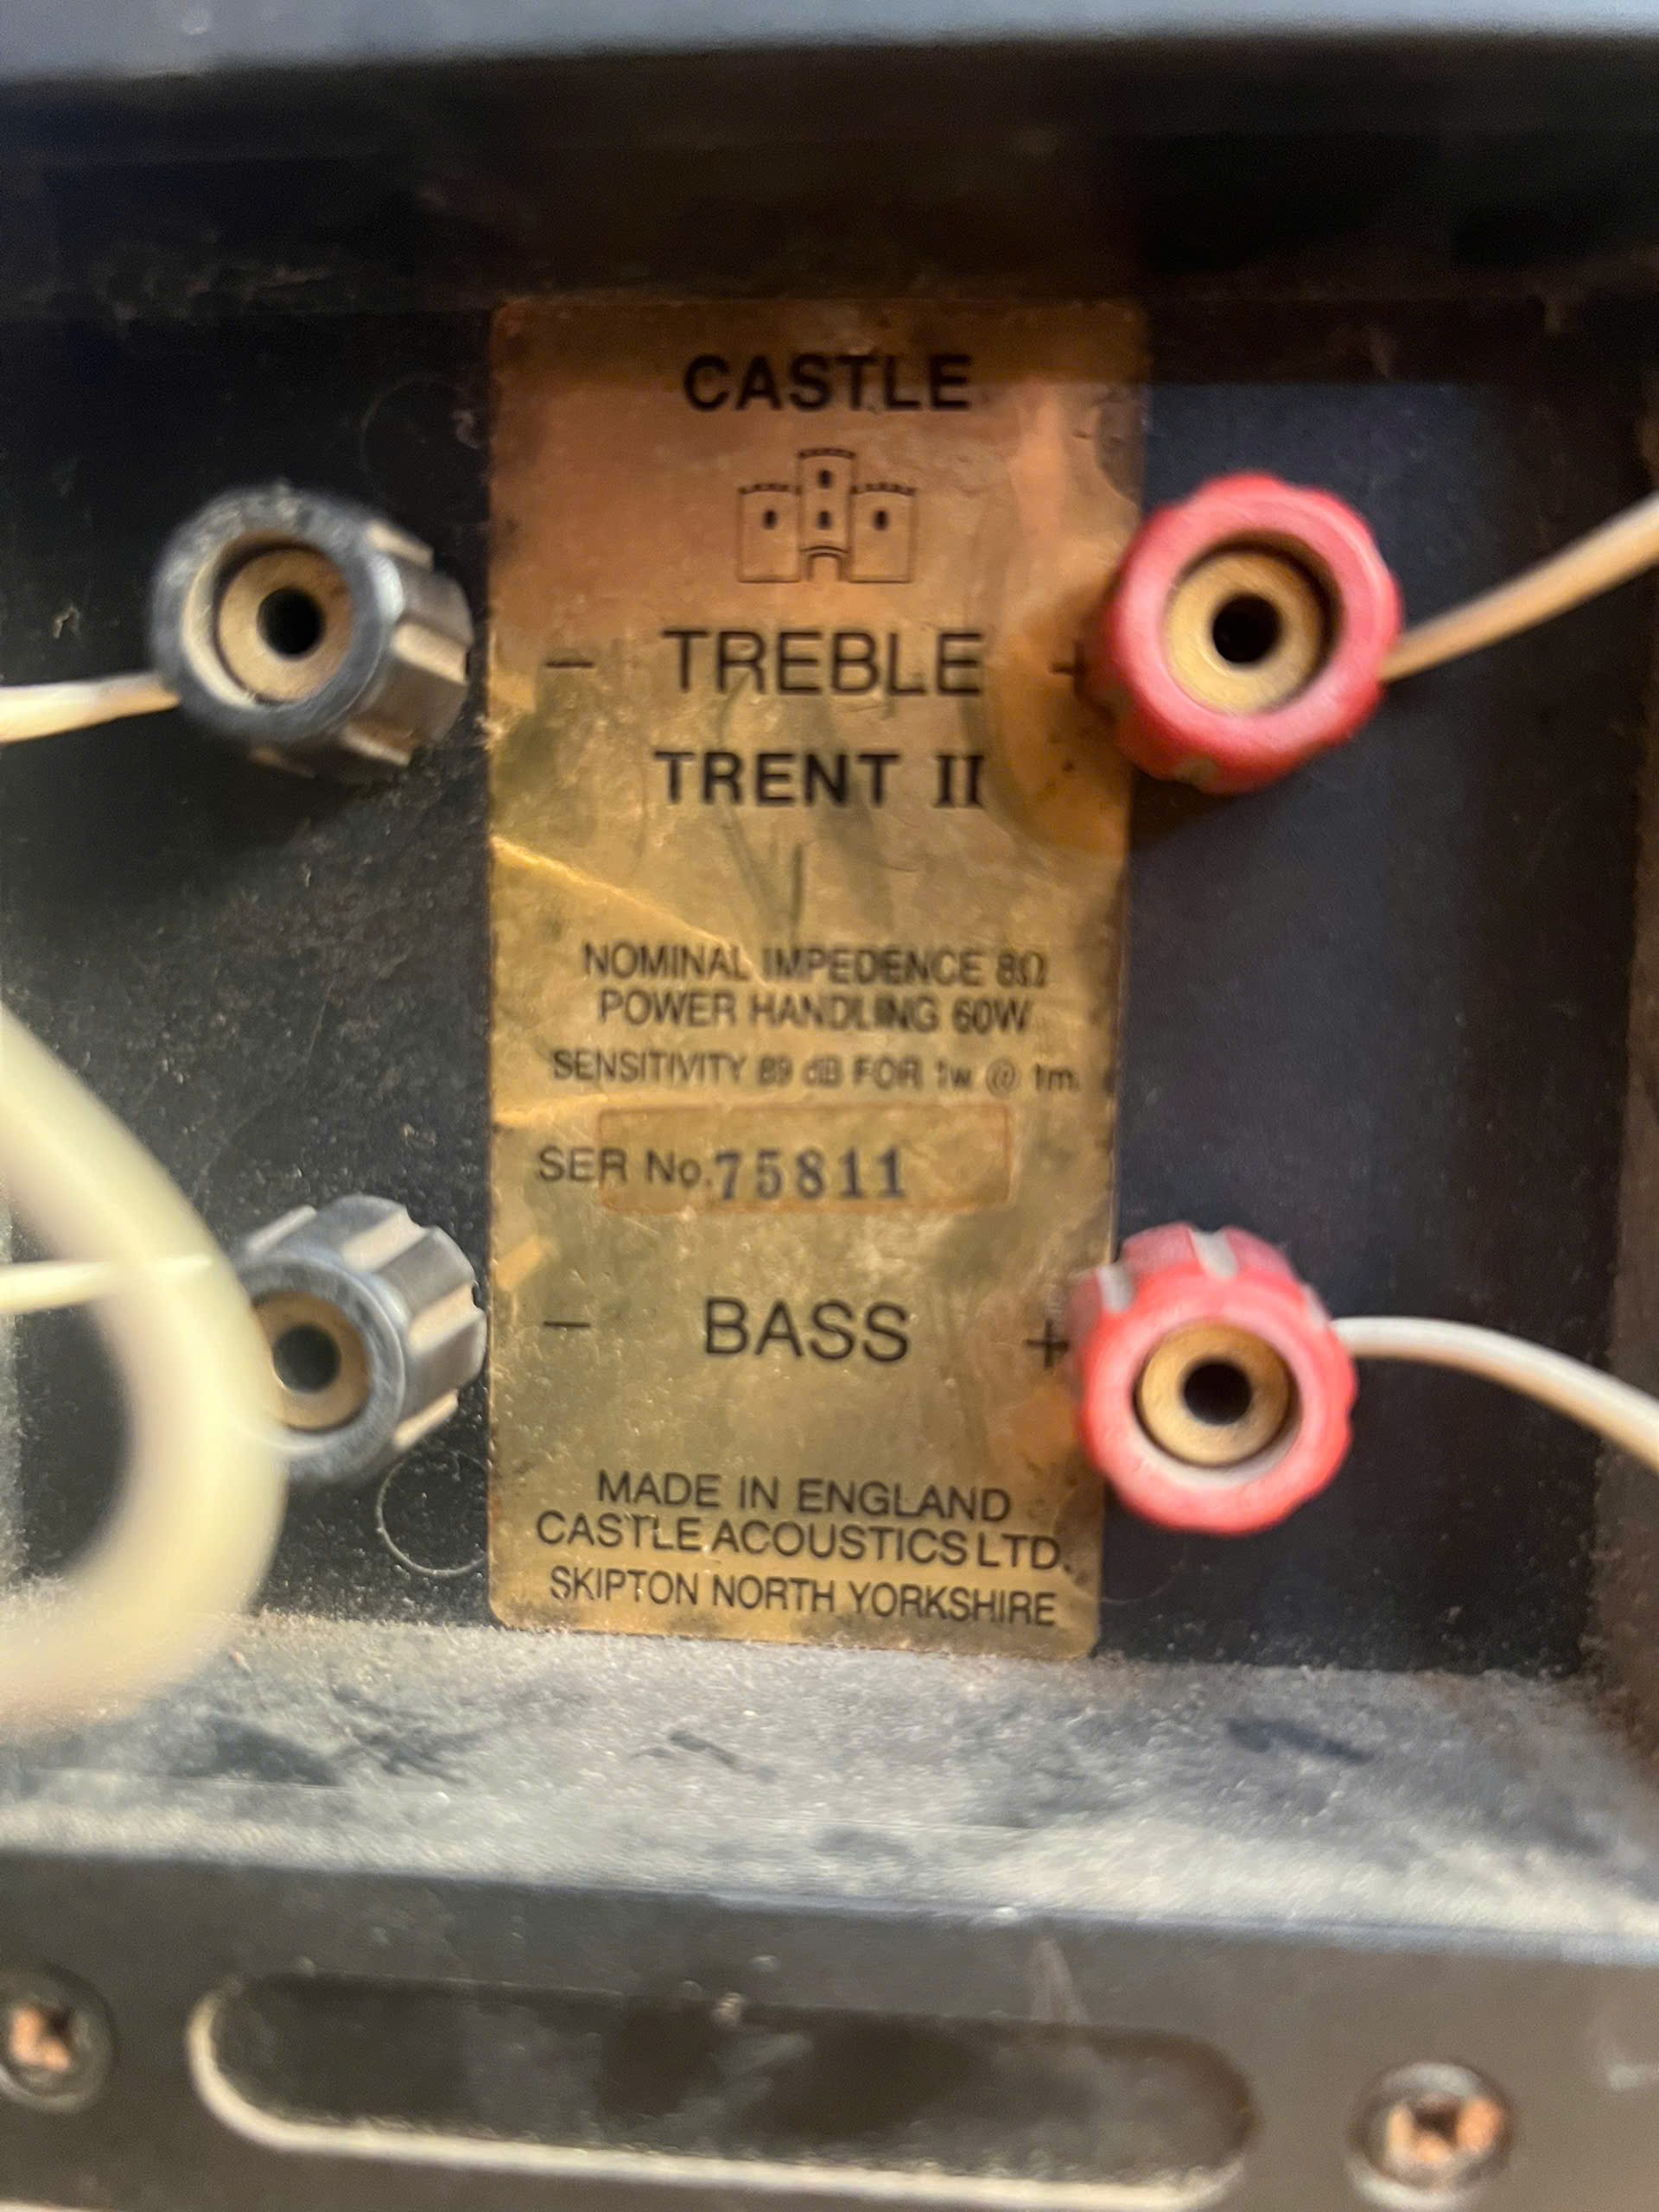 CASTLE
- TREBLE +
TRENT II
NOMINAL IMPEDENCE 8Ω
POWER HANDLING 60W
SENSITIVITY 89 dB FOR 1w @ 1m.
SER No. 75811
- BASS +
MADE IN ENGLAND
CASTLE ACOUSTICS LTD.
SKIPTON NORTH YORKSHIRE